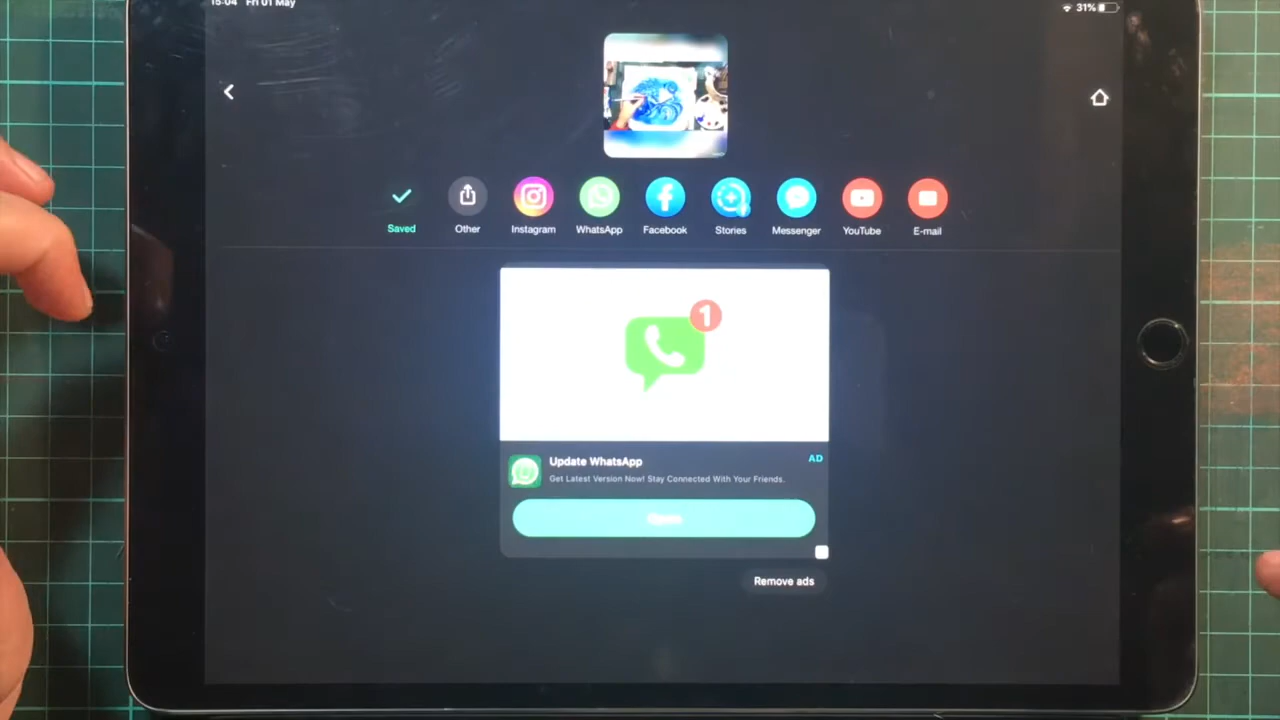 15:04 Fri 01 May
31%
Saved
Other
Instagram
WhatsApp
Facebook
Stories
Messenger
YouTube
E-mail
1
Update WhatsApp
AD
Get Latest Version Now! Stay Connected With Your Friends.
Remove ads